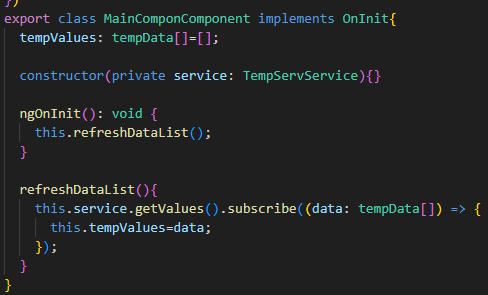 })
export class MainComponComponent implements OnInit{
  tempValues: tempData[]=[];
  constructor(private service: TempServService){}
  ngOnInit(): void {
    this.refreshDataList();
  }
  refreshDataList(){
    this.service.getValues().subscribe((data: tempData[]) => {
      this.tempValues=data;
    });
  }
}